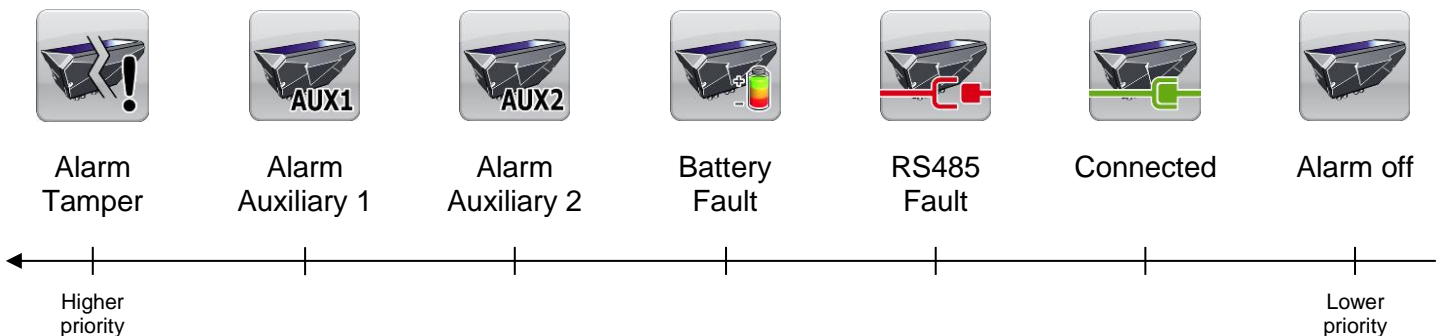 AUX1
AUX2
+
-
Alarm
Tamper
Alarm
Auxiliary 1
Alarm
Auxiliary 2
Battery
Fault
RS485
Fault
Connected
Alarm off
Higher
priority
Lower
priority